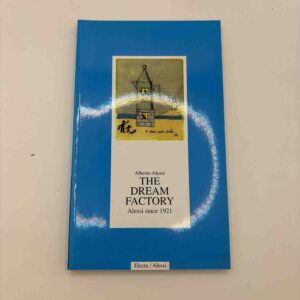 Alberto Alessi
THE
DREAM
FACTORY
Alessi since 1921
Electa / Alessi